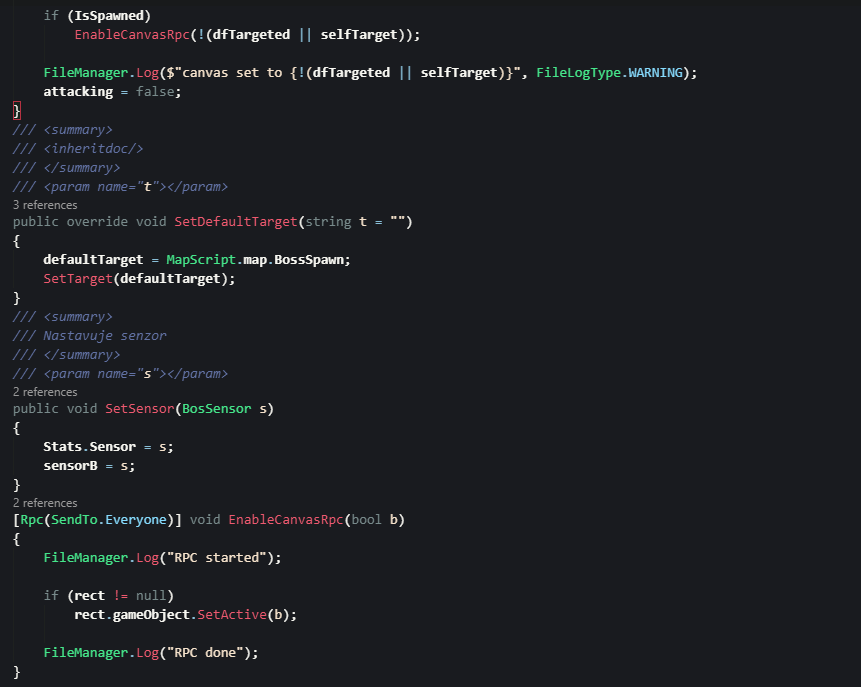 if (IsSpawned)
EnableCanvasRpc(!(dfTargeted || selfTarget));
FileManager.Log($"canvas set to {!(dfTargeted || selfTarget)}", FileLogType.WARNING);
attacking = false;
}
/// <summary>
/// <inheritdoc/>
/// </summary>
/// <param name="t"></param>
3 references
public override void SetDefaultTarget(string t = "")
{
defaultTarget = MapScript.map.BossSpawn;
SetTarget(defaultTarget);
}
/// <summary>
/// Nastavuje senzor
/// </summary>
/// <param name="s"></param>
2 references
public void SetSensor(BosSensor s)
{
Stats.Sensor = s;
sensorB = s;
}
2 references
[Rpc(SendTo.Everyone)] void EnableCanvasRpc(bool b)
{
FileManager.Log("RPC started");
if (rect != null)
rect.gameObject.SetActive(b);
FileManager.Log("RPC done");
}